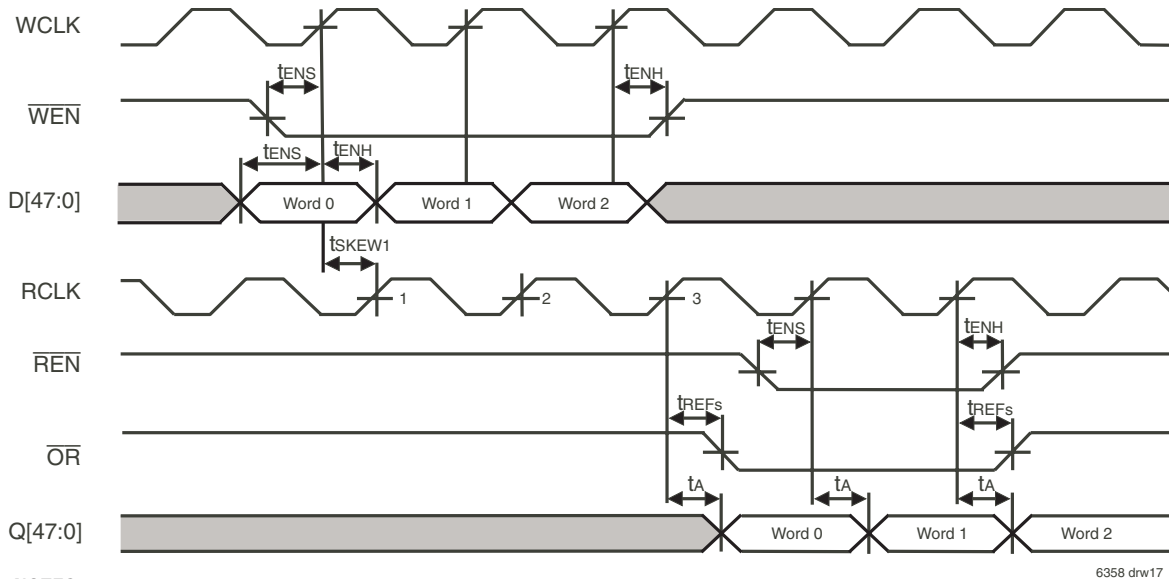 WCLK
tENS
tENH
WEN
tENS
tENH
D[47:0]
Word 0
Word 1
Word 2
tSKEW1
RCLK
1
2
3
tENS
tENH
REN
tREFs
tREFs
OR
tA
tA
tA
Q[47:0]
Word 0
Word 1
Word 2
6358 drw17